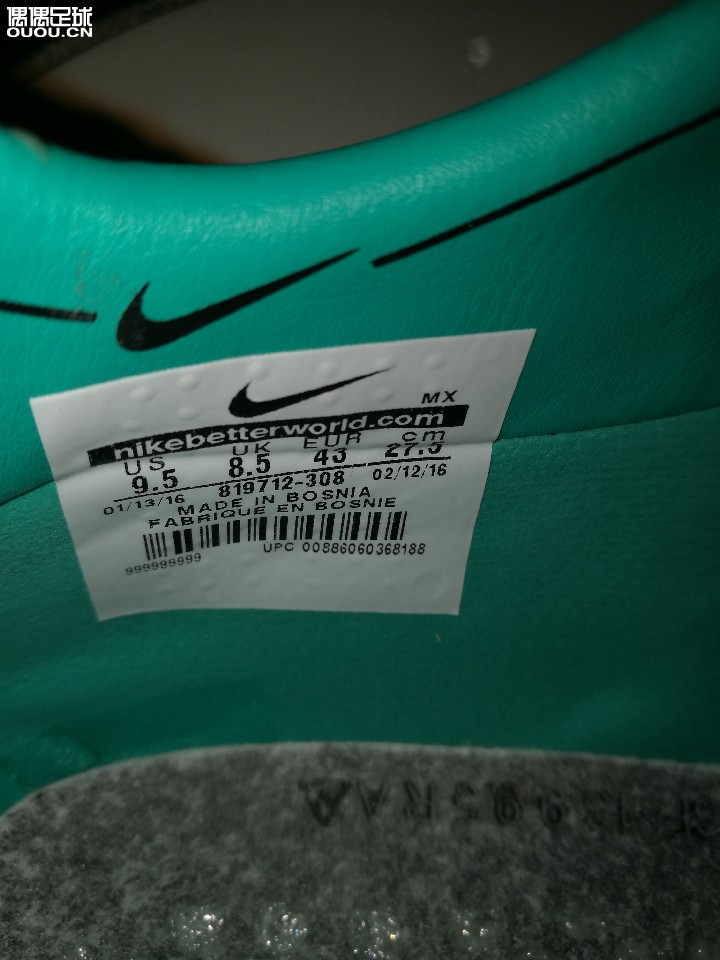 偶偶足球
OUOU.CN
MX
nikebetterworld.com
US UK EUR cm
9.5 8.5 43 27.5
819712-308
01/13/16 02/12/16
MADE IN BOSNIA
FABRIQUE EN BOSNIE
UPC 00886060368188
999999999